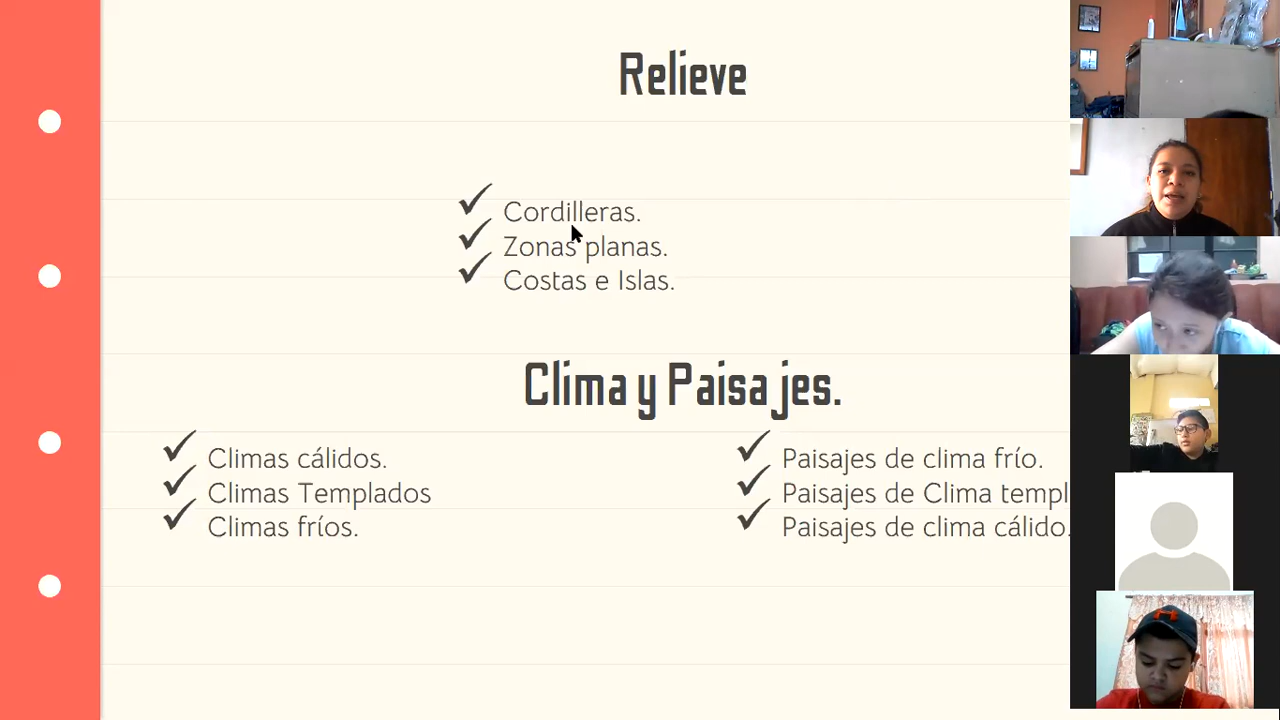 Relieve
Cordilleras.
Zonas planas.
Costas e Islas.
Clima y Paisajes.
Climas cálidos.
Climas Templados
Climas fríos.
Paisajes de clima frío.
Paisajes de Clima templ
Paisajes de clima cálido.